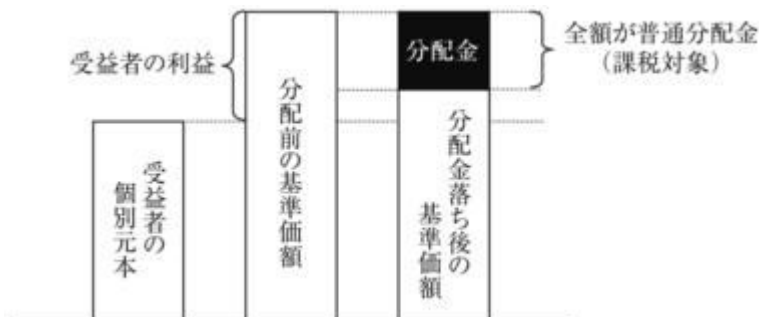 受益者の利益
分配金
全額が普通分配金
（課税対象）
受益者の
個別元本
分配前の基準価額
分配金落ち後の
基準価額